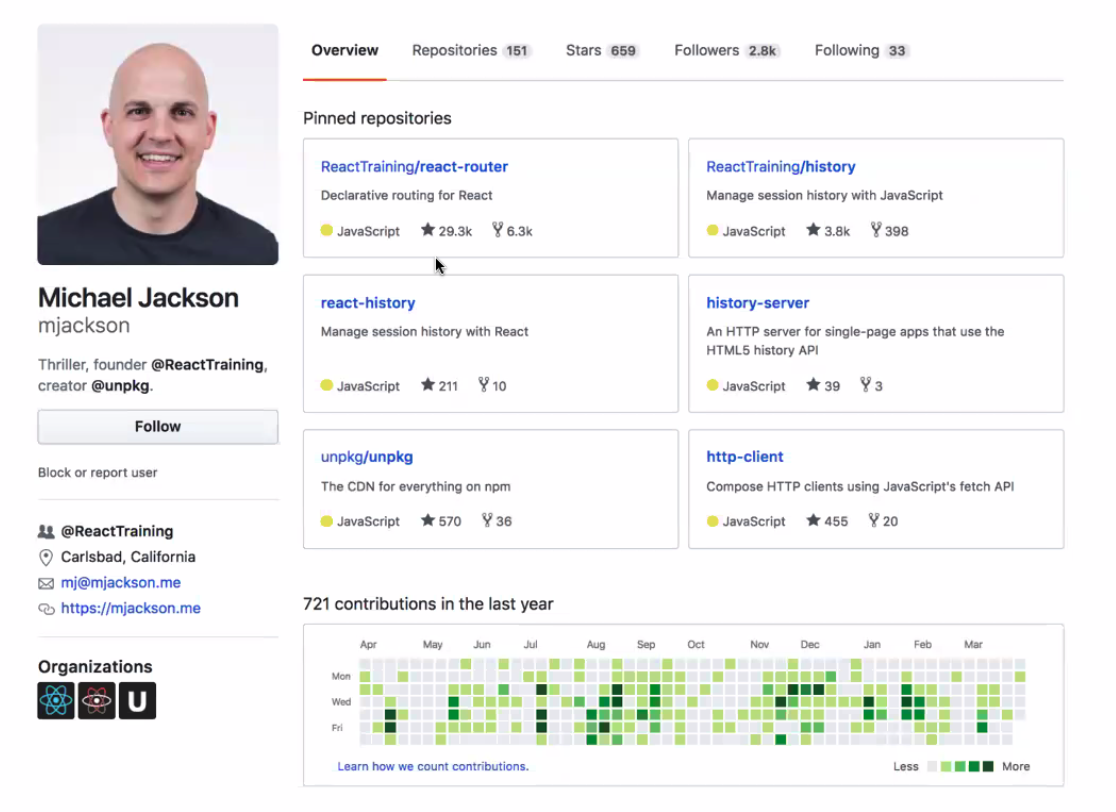 Overview Repositories 151 Stars 659 Followers 2.8k Following 33
Michael Jackson
mjackson
Thriller, founder @ReactTraining,
creator @unpkg.
Follow
Block or report user
@ReactTraining
Carlsbad, California
mj@mjackson.me
https://mjackson.me
Organizations
U
Pinned repositories
ReactTraining/react-router
Declarative routing for React
JavaScript 29.3k 6.3k
ReactTraining/history
Manage session history with JavaScript
JavaScript 3.8k 398
react-history
Manage session history with React
JavaScript 211 10
history-server
An HTTP server for single-page apps that use the
HTML5 history API
JavaScript 39 3
unpkg/unpkg
The CDN for everything on npm
JavaScript 570 36
http-client
Compose HTTP clients using JavaScript's fetch API
JavaScript 455 20
721 contributions in the last year
Apr May Jun Jul Aug Sep Oct Nov Dec Jan Feb Mar
Mon
Wed
Fri
Learn how we count contributions. Less More